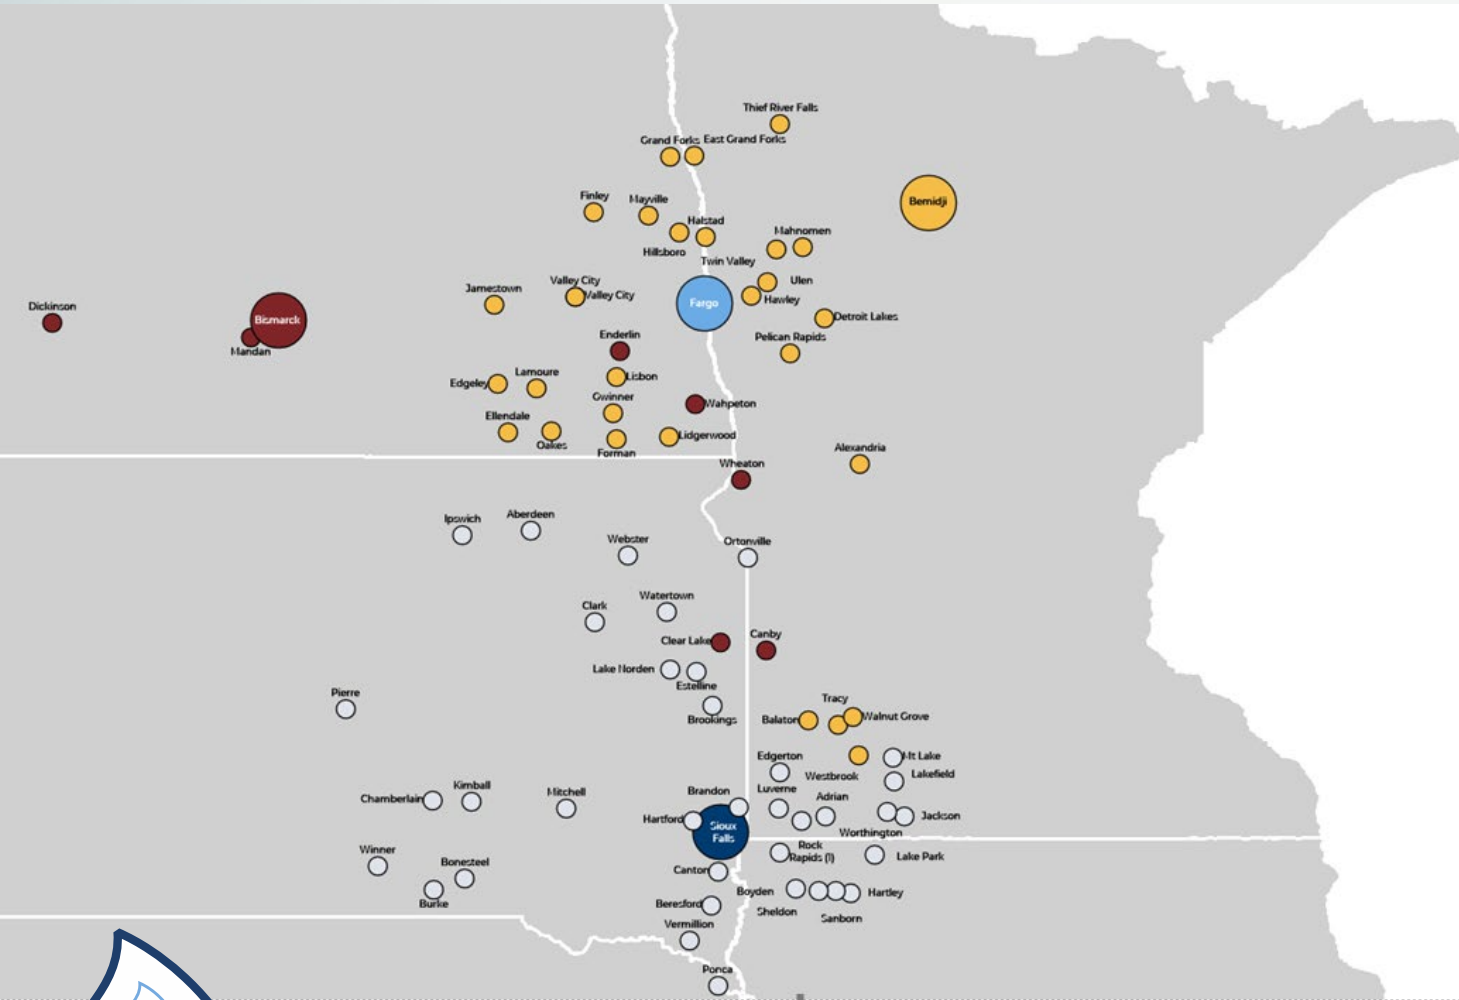 Thief River Falls
Grand Forks
East Grand Forks
Finley
Mayville
Bemidji
Halstad
Mahnomen
Hillsboro
Twin Valley
Valley City
Ulen
Jamestown
Valley City
Hawley
Fargo
Dickinson
Bismarck
Detroit Lakes
Enderlin
Pelican Rapids
Mandan
Lamoure
Lisbon
Edgeley
Gwinner
Wahpeton
Ellendale
Lidgerwood
Oakes
Forman
Alexandria
Wheaton
Ipswich
Aberdeen
Webster
Ortonville
Watertown
Clark
Clear Lake
Canby
Lake Norden
Estelline
Pierre
Tracy
Brookings
Balaton
Walnut Grove
Edgerton
Mt Lake
Westbrook
Lakefield
Kimball
Mitchell
Brandon
Luverne
Chamberlain
Adrian
Hartford
Jackson
Sioux
Falls
Worthington
Winner
Rock
Rapids (1)
Lake Park
Bonesteel
Canton
Boyden
Hartley
Burke
Beresford
Sheldon
Sanborn
Vermillion
Ponca